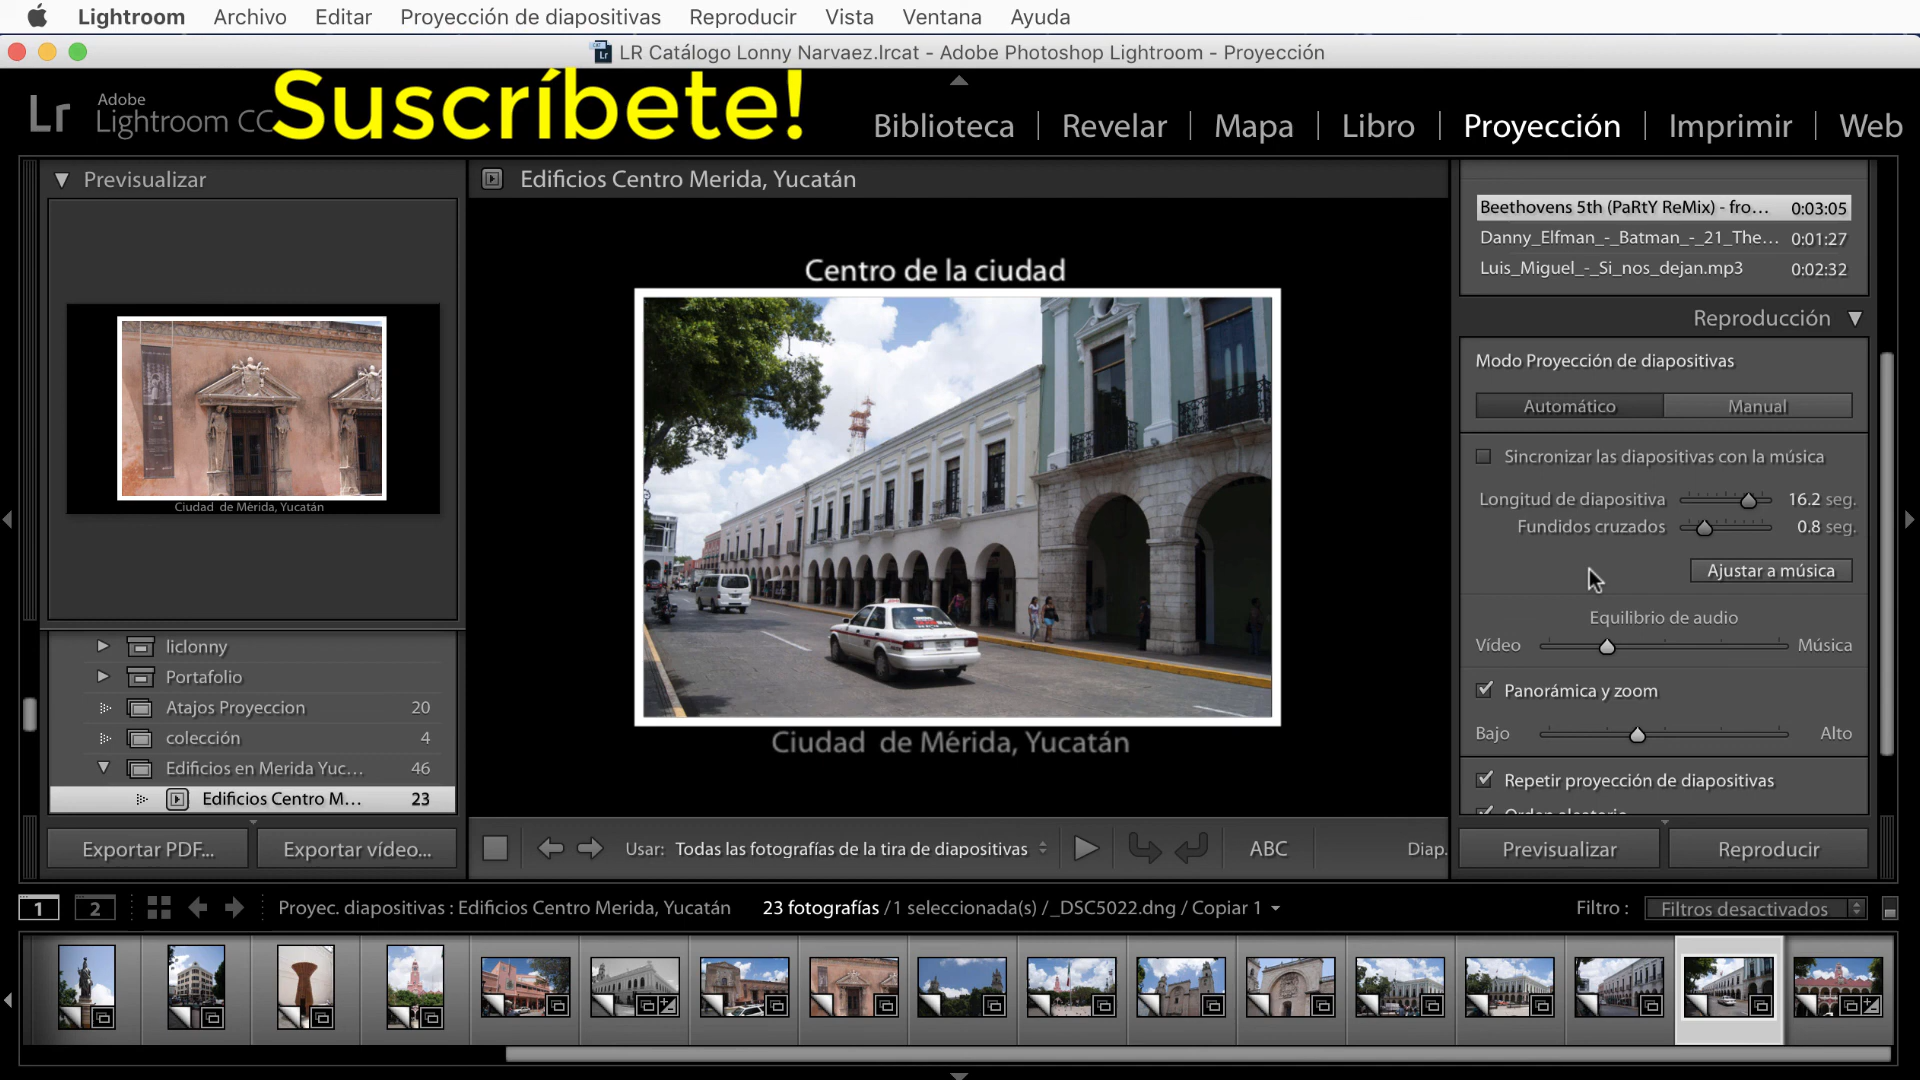 Lightroom Archivo Editar Proyección de diapositivas Reproducir Vista Ventana Ayuda
LR Catálogo Lonny Narvaez.lrcat - Adobe Photoshop Lightroom - Proyección
Suscríbete!
Lr Adobe
Lightroom CC
Biblioteca Revelar Mapa Libro Proyección Imprimir Web
Previsualizar
Edificios Centro Merida, Yucatán
Beethovens 5th (PaRtY ReMix) - fro... 0:03:05
Danny_Elfman_-_Batman_-_21_The... 0:01:27
Luis_Miguel_-_Si_nos_dejan.mp3 0:02:32
Centro de la ciudad
Ciudad de Mérida, Yucatán
Ciudad de Mérida, Yucatán
Reproducción
Modo Proyección de diapositivas
Automático Manual
Sincronizar las diapositivas con la música
Longitud de diapositiva 16.2 seg.
Fundidos cruzados 0.8 seg.
Ajustar a música
Equilibrio de audio
Vídeo Música
Panorámica y zoom
Bajo Alto
Repetir proyección de diapositivas
Orden aleatorio
liclonny
Portafolio
Atajos Proyeccion 20
colección 4
Edificios en Merida Yuc... 46
Edificios Centro M... 23
Exportar PDF... Exportar vídeo...
Usar: Todas las fotografías de la tira de diapositivas ABC Diap.
Previsualizar Reproducir
1 2 Proyec. diapositivas : Edificios Centro Merida, Yucatán 23 fotografías /1 seleccionada(s) /_DSC5022.dng / Copiar 1 Filtro : Filtros desactivados